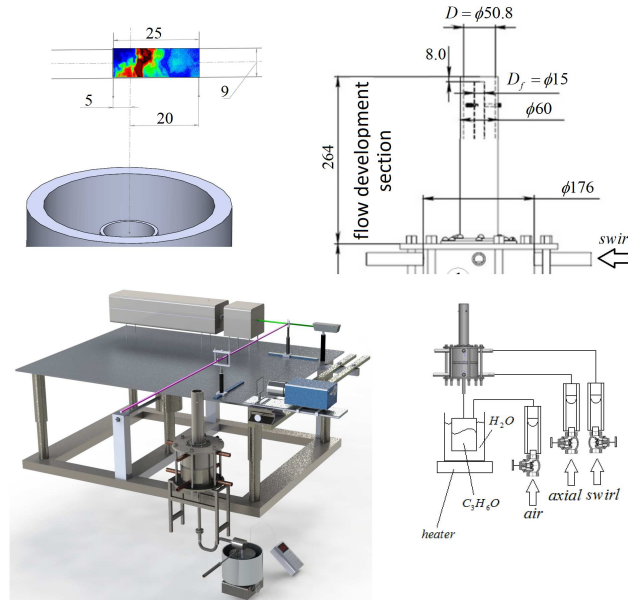 25
5
20
9
D = ϕ50.8
8.0
D_f = ϕ15
ϕ60
264
flow development
section
ϕ176
swir
H₂O
C₃H₆O
heater
air
axial swirl